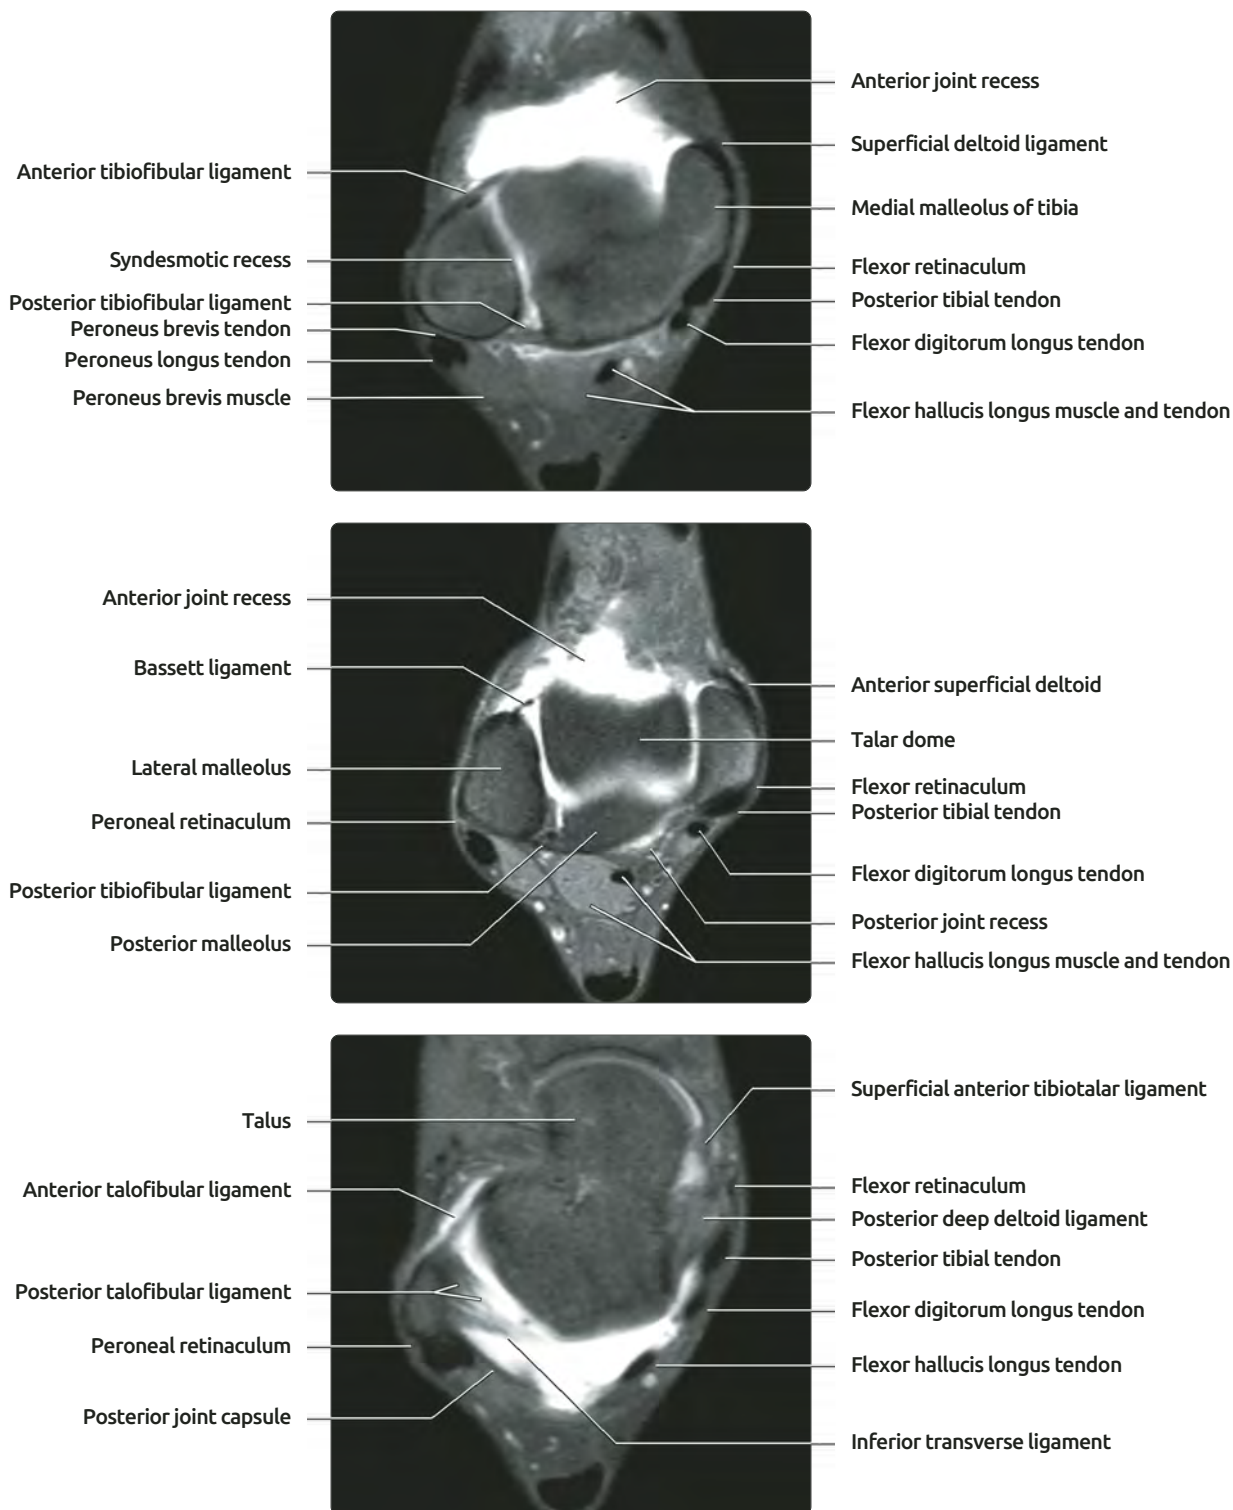 Anterior joint recess
Superficial deltoid ligament
Anterior tibiofibular ligament
Medial malleolus of tibia
Syndesmotic recess
Flexor retinaculum
Posterior tibiofibular ligament
Posterior tibial tendon
Peroneus brevis tendon
Flexor digitorum longus tendon
Peroneus longus tendon
Peroneus brevis muscle
Flexor hallucis longus muscle and tendon
Anterior joint recess
Bassett ligament
Anterior superficial deltoid
Talar dome
Lateral malleolus
Flexor retinaculum
Posterior tibial tendon
Peroneal retinaculum
Flexor digitorum longus tendon
Posterior tibiofibular ligament
Posterior joint recess
Posterior malleolus
Flexor hallucis longus muscle and tendon
Superficial anterior tibiotalar ligament
Talus
Anterior talofibular ligament
Flexor retinaculum
Posterior deep deltoid ligament
Posterior tibial tendon
Posterior talofibular ligament
Flexor digitorum longus tendon
Peroneal retinaculum
Flexor hallucis longus tendon
Posterior joint capsule
Inferior transverse ligament